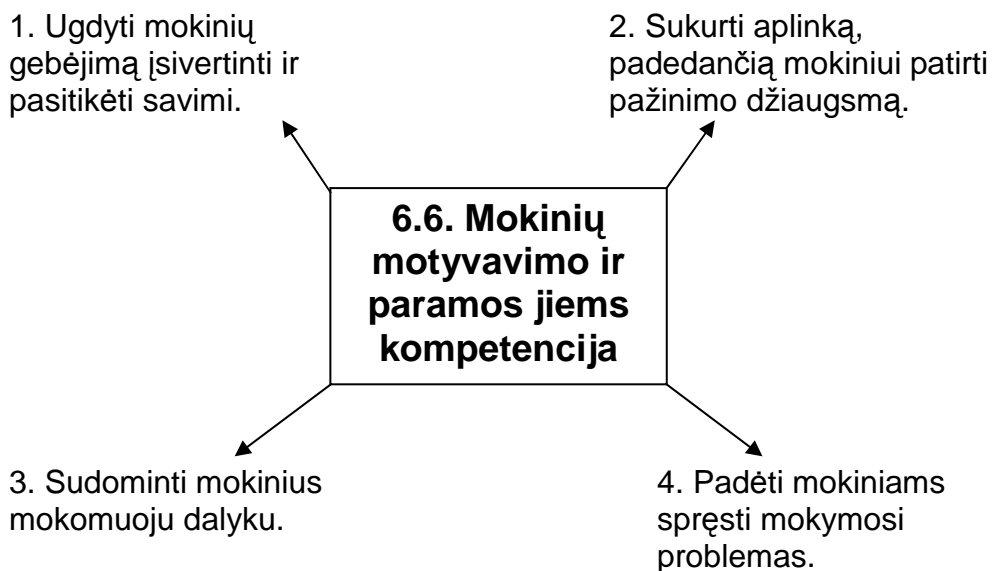 1. Ugdyti mokinių
gebėjimą įsivertinti ir
pasitikėti savimi.
2. Sukurti aplinką,
padedančią mokiniui patirti
pažinimo džiaugsmą.
6.6. Mokinių
motyvavimo ir
paramos jiems
kompetencija
3. Sudominti mokinius
mokomuoju dalyku.
4. Padėti mokiniams
spręsti mokymosi
problemas.